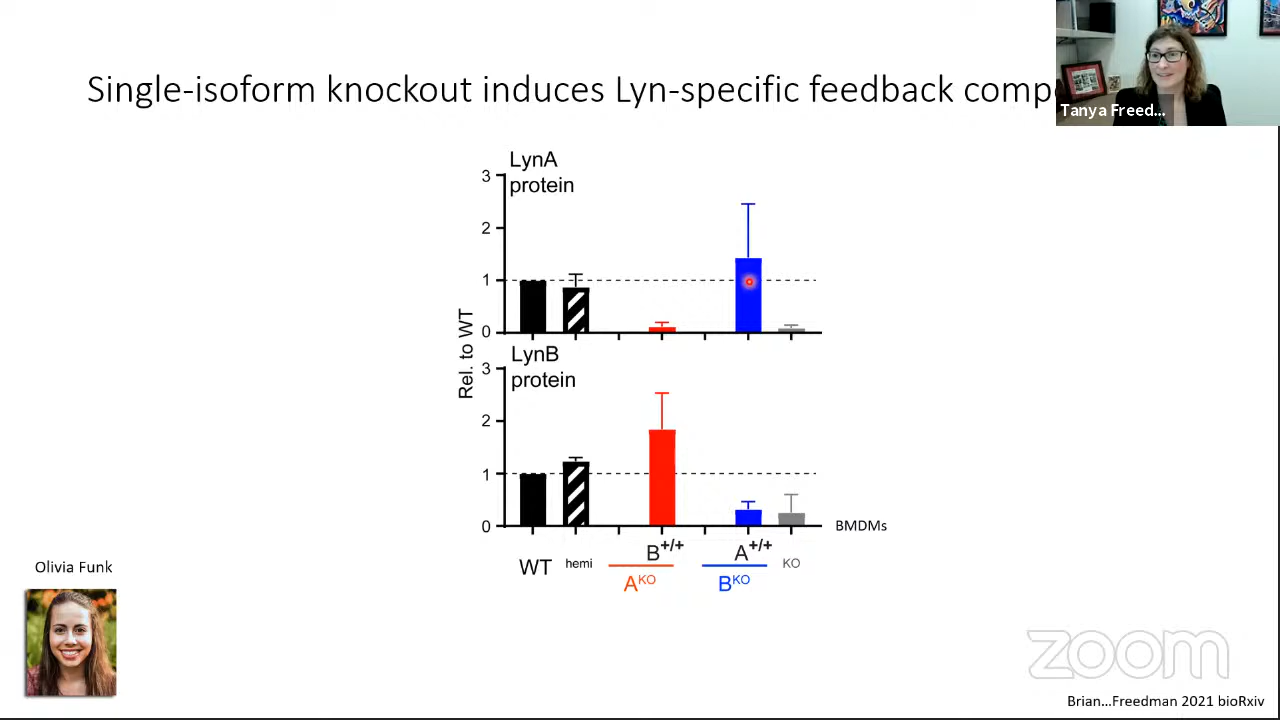 Single-isoform knockout induces Lyn-specific feedback comp
Tanya Freed...
LynA
protein
3
2
1
0
Rel. to WT
LynB
protein
3
2
1
0
BMDMs
WT
hemi
B+/+
A+/+
KO
AKO
BKO
Olivia Funk
zoom
Brian...Freedman 2021 bioRxiv